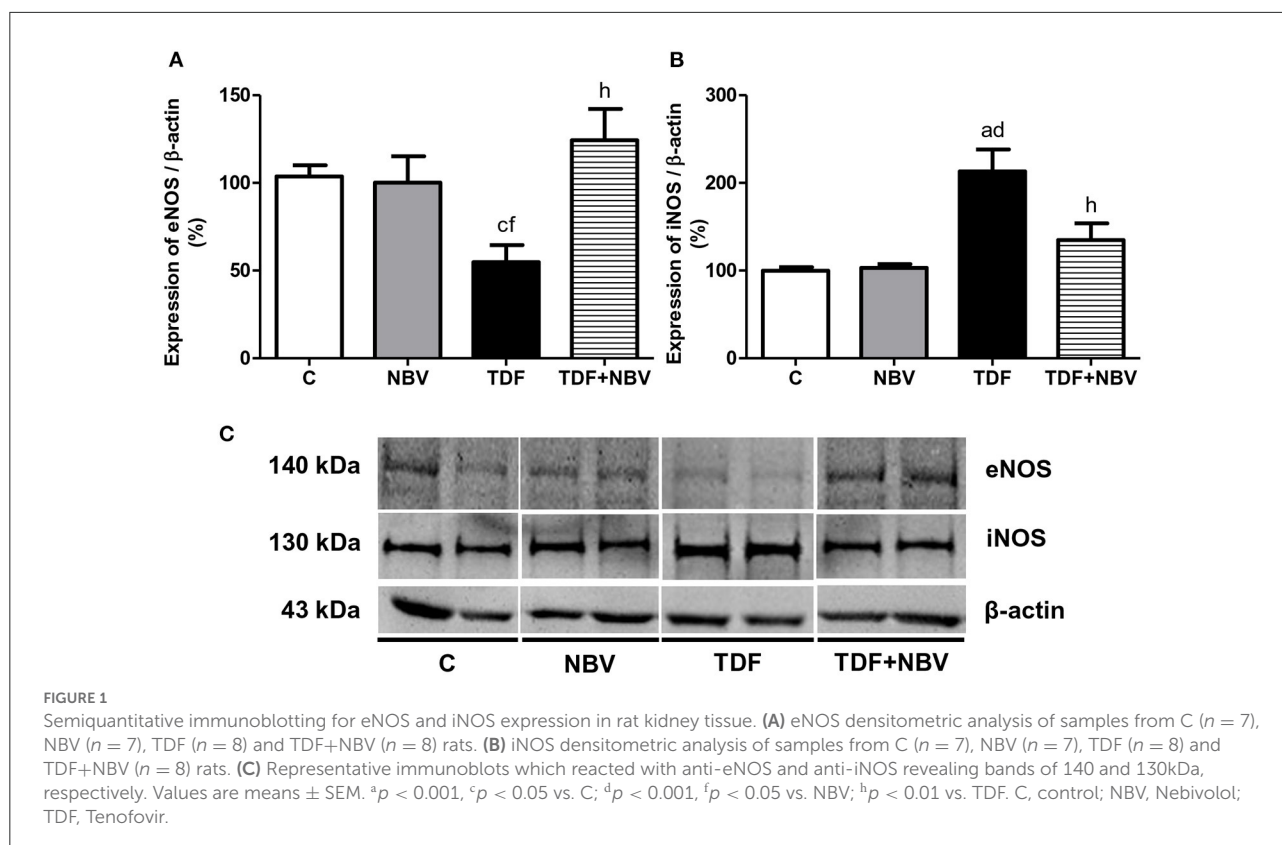 A
Expression of eNOS / β-actin
(%)
150
100
50
0
cf
h
C NBV TDF TDF+NBV
B
Expression of iNOS / β-actin
(%)
300
200
100
0
ad
h
C NBV TDF TDF+NBV
C
140 kDa eNOS
130 kDa iNOS
43 kDa β-actin
C NBV TDF TDF+NBV
FIGURE 1
Semiquantitative immunoblotting for eNOS and iNOS expression in rat kidney tissue. (A) eNOS densitometric analysis of samples from C (n = 7),
NBV (n = 7), TDF (n = 8) and TDF+NBV (n = 8) rats. (B) iNOS densitometric analysis of samples from C (n = 7), NBV (n = 7), TDF (n = 8) and
TDF+NBV (n = 8) rats. (C) Representative immunoblots which reacted with anti-eNOS and anti-iNOS revealing bands of 140 and 130kDa,
respectively. Values are means ± SEM. ᵃp < 0.001, ᶜp < 0.05 vs. C; ᵈp < 0.001, ᶠp < 0.05 vs. NBV; ʰp < 0.01 vs. TDF. C, control; NBV, Nebivolol;
TDF, Tenofovir.